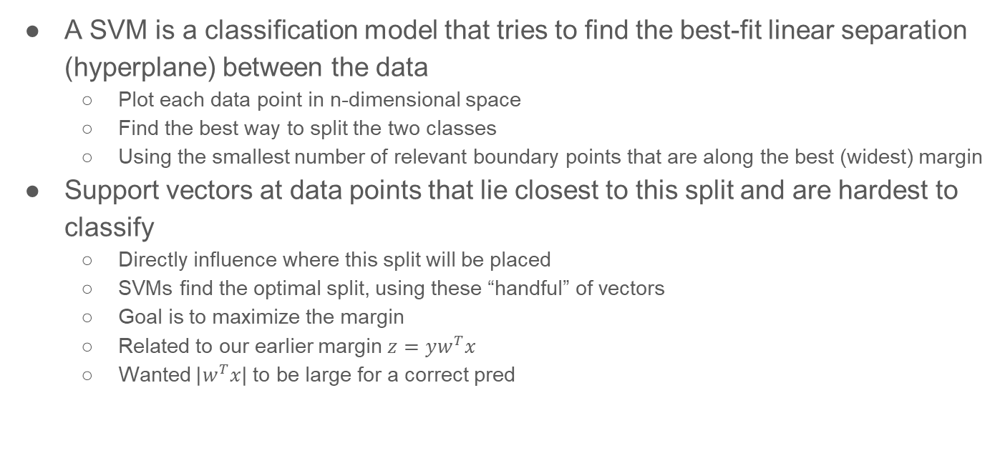 ● A SVM is a classification model that tries to find the best-fit linear separation
(hyperplane) between the data
○ Plot each data point in n-dimensional space
○ Find the best way to split the two classes
○ Using the smallest number of relevant boundary points that are along the best (widest) margin
● Support vectors at data points that lie closest to this split and are hardest to
classify
○ Directly influence where this split will be placed
○ SVMs find the optimal split, using these “handful” of vectors
○ Goal is to maximize the margin
○ Related to our earlier margin 𝑧 = 𝑦𝑤ᵀ𝑥
○ Wanted |𝑤ᵀ𝑥| to be large for a correct pred